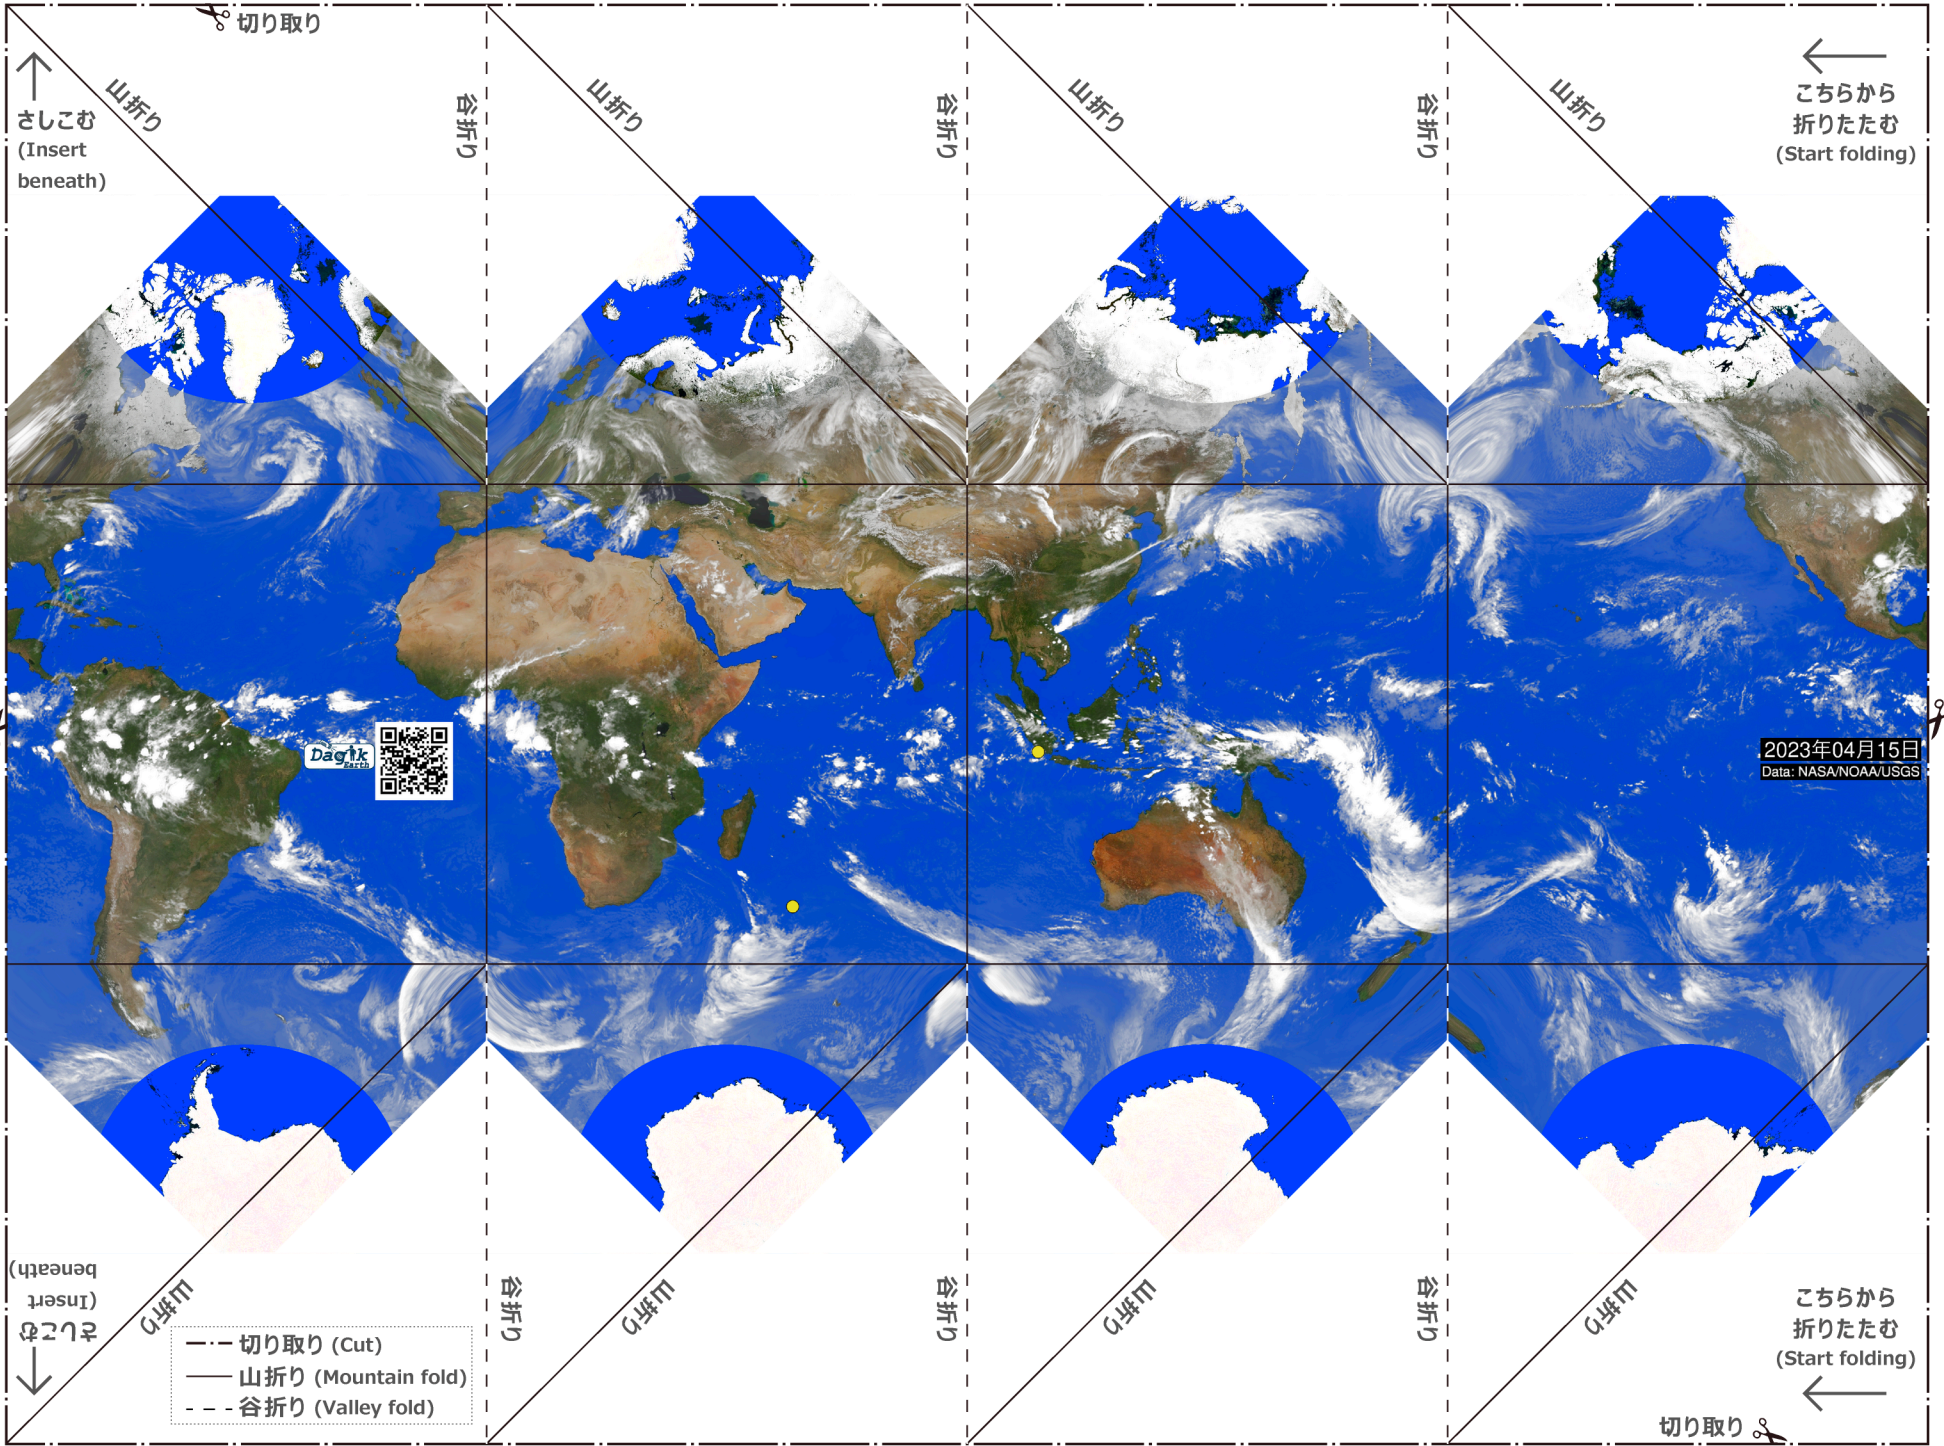 切り取り
さしこむ
(Insert
beneath)
山折り
谷折り
山折り
谷折り
山折り
谷折り
山折り
こちらから
折りたたむ
(Start folding)
Dagik
Earth
2023年04月15日
Data: NASA/NOAA/USGS
さしこむ
(Insert
beneath)
山折り
谷折り
山折り
谷折り
山折り
谷折り
山折り
こちらから
折りたたむ
(Start folding)
切り取り (Cut)
山折り (Mountain fold)
谷折り (Valley fold)
切り取り